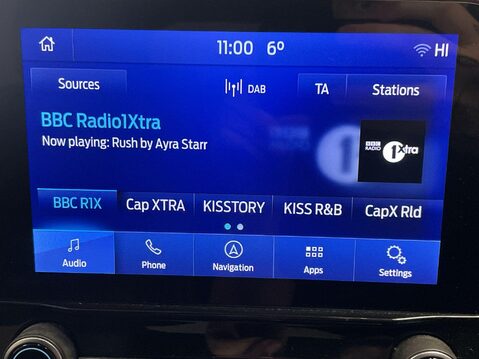 11:00 6º HI
Sources DAB TA Stations
BBC Radio1Xtra
Now playing: Rush by Ayra Starr
BBC RADIO 1Xtra
BBC R1X Cap XTRA KISSTORY KISS R&B CapX Rld
Audio Phone Navigation Apps Settings